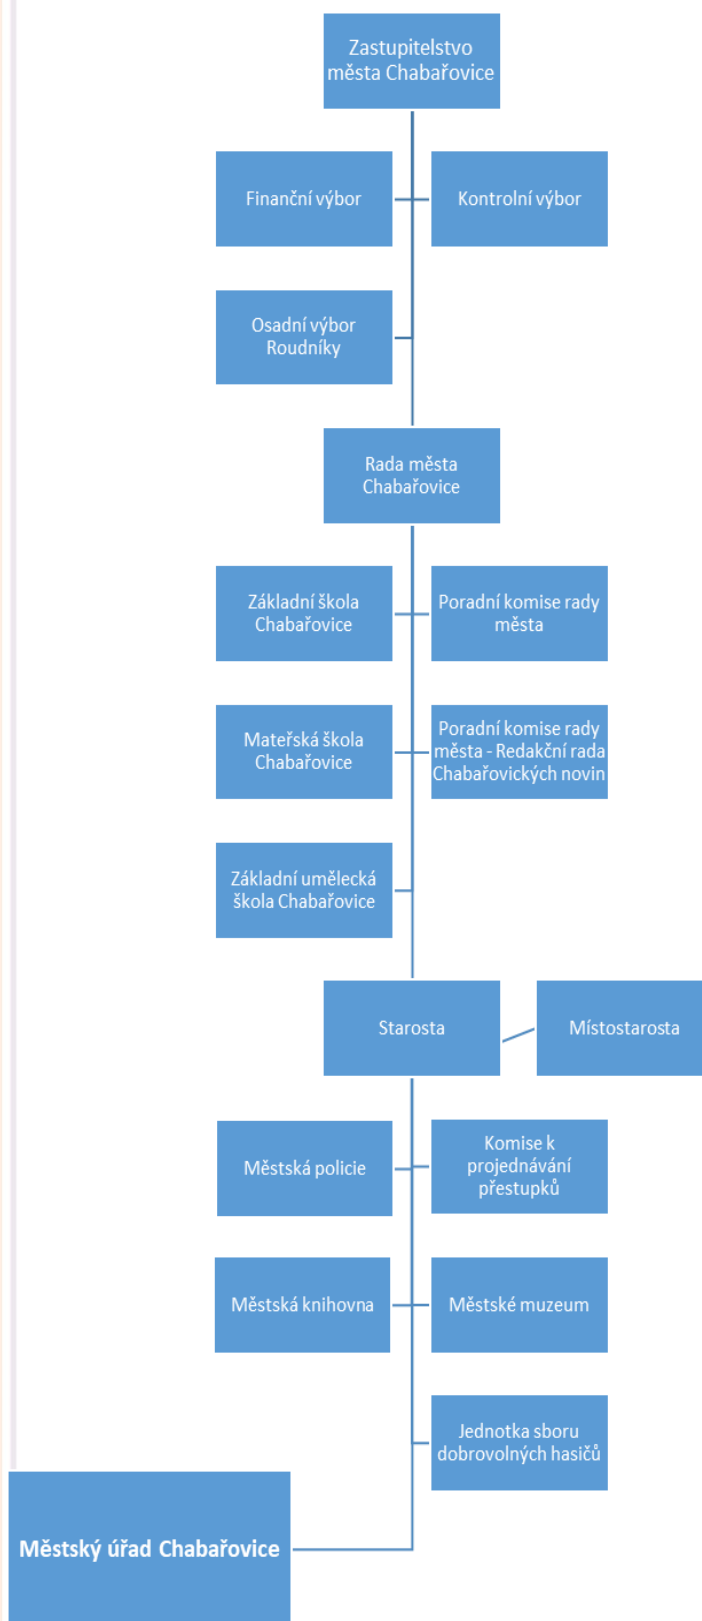 Zastupitelstvo
města Chabařovice
Finanční výbor
Kontrolní výbor
Osadní výbor
Roudníky
Rada města
Chabařovice
Základní škola
Chabařovice
Poradní komise rady
města
Mateřská škola
Chabařovice
Poradní komise rady
města - Redakční rada
Chabařovických novin
Základní umělecká
škola Chabařovice
Starosta
Místostarosta
Městská policie
Komise k
projednávání
přestupků
Městská knihovna
Městské muzeum
Jednotka sboru
dobrovolných hasičů
Městský úřad Chabařovice